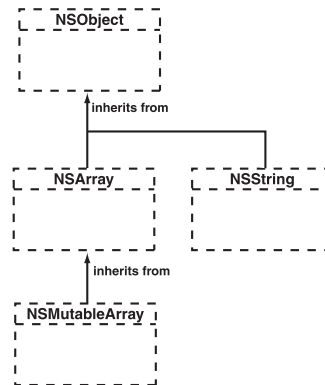 NSObject
inherits from
NSArray
NSString
inherits from
NSMutableArray